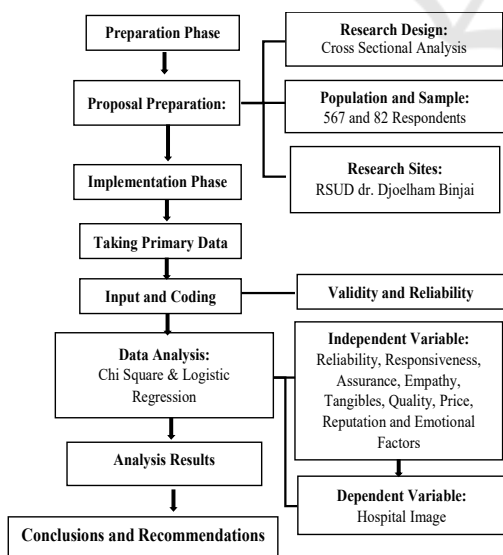 Preparation Phase
Research Design:
Cross Sectional Analysis
Proposal Preparation:
Population and Sample:
567 and 82 Respondents
Research Sites:
RSUD dr. Djoelham Binjai
Implementation Phase
Taking Primary Data
Input and Coding
Validity and Reliability
Data Analysis:
Chi Square & Logistic
Regression
Independent Variable:
Reliability, Responsiveness,
Assurance, Empathy,
Tangibles, Quality, Price,
Reputation and Emotional
Factors
Analysis Results
Dependent Variable:
Hospital Image
Conclusions and Recommendations